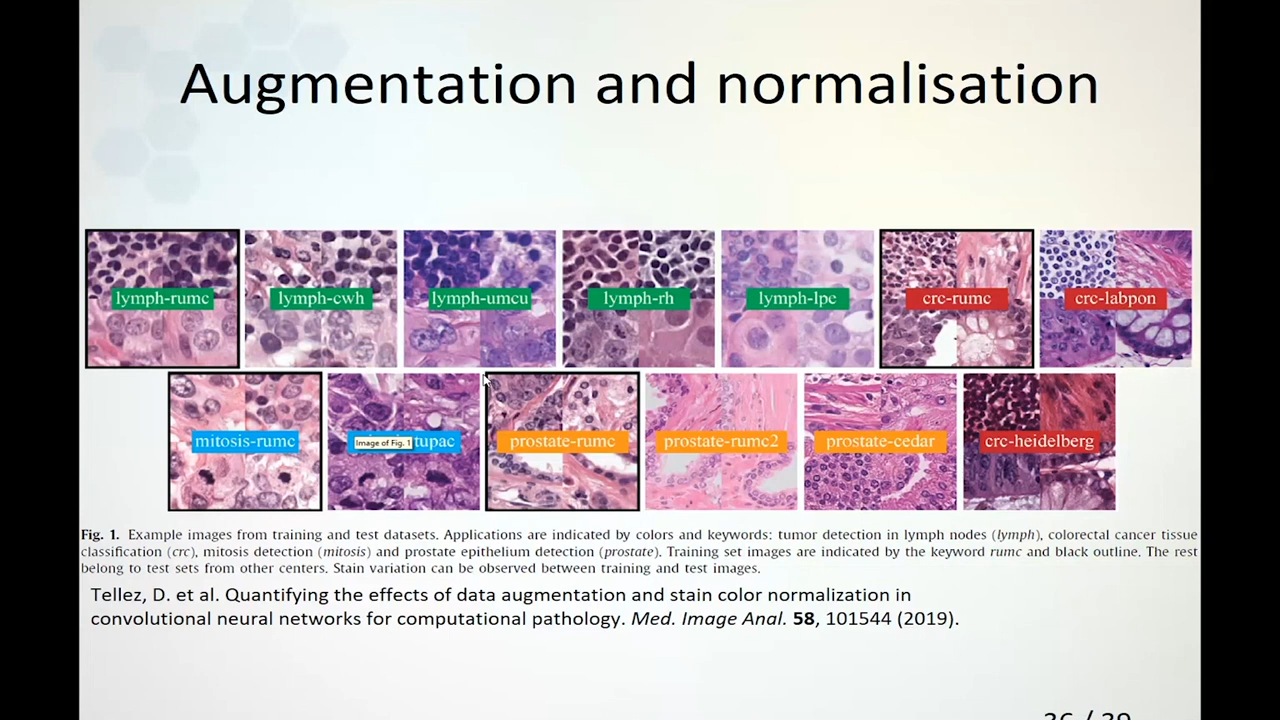 Augmentation and normalisation
lymph-rumc lymph-cwh lymph-umcu lymph-rh lymph-lpe crc-rumc crc-labpon
mitosis-rumc tupac prostate-rumc prostate-rumc2 prostate-cedar crc-heidelberg
Image of Fig. 1
Fig. 1. Example images from training and test datasets. Applications are indicated by colors and keywords: tumor detection in lymph nodes (lymph), colorectal cancer tissue
classification (crc), mitosis detection (mitosis) and prostate epithelium detection (prostate). Training set images are indicated by the keyword rumc and black outline. The rest
belong to test sets from other centers. Stain variation can be observed between training and test images.
Tellez, D. et al. Quantifying the effects of data augmentation and stain color normalization in
convolutional neural networks for computational pathology. Med. Image Anal. 58, 101544 (2019).